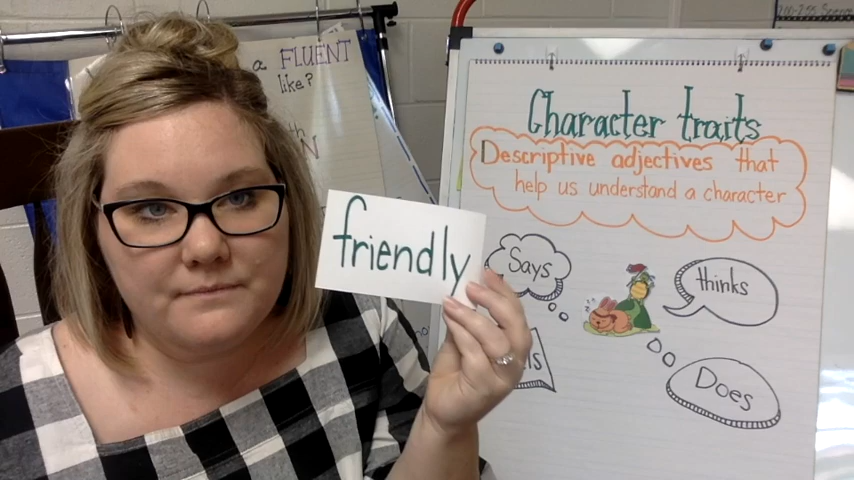 a FLUENT
like?
friendly
Character traits
Descriptive adjectives that
help us understand a character
Says
thinks
Does